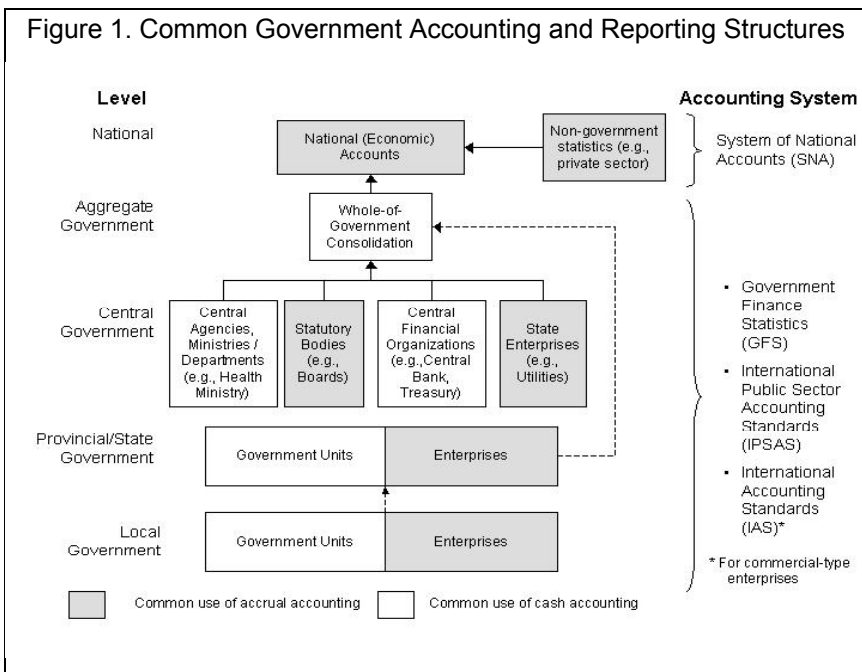 Figure 1. Common Government Accounting and Reporting Structures
Level
Accounting System
National
National (Economic)
Accounts
Non-government
statistics (e.g.,
private sector)
System of National
Accounts (SNA)
Aggregate
Government
Whole-of-
Government
Consolidation
Central
Government
Central
Agencies,
Ministries /
Departments
(e.g., Health
Ministry)
Statutory
Bodies
(e.g.,
Boards)
Central
Financial
Organizations
(e.g.,Central
Bank,
Treasury)
State
Enterprises
(e.g.,
Utilities)
Provincial/State
Government
Government Units
Enterprises
Local
Government
Government Units
Enterprises
▪ Government
Finance
Statistics
(GFS)
▪ International
Public Sector
Accounting
Standards
(IPSAS)
▪ International
Accounting
Standards
(IAS)*
* For commercial-type
enterprises
Common use of accrual accounting
Common use of cash accounting